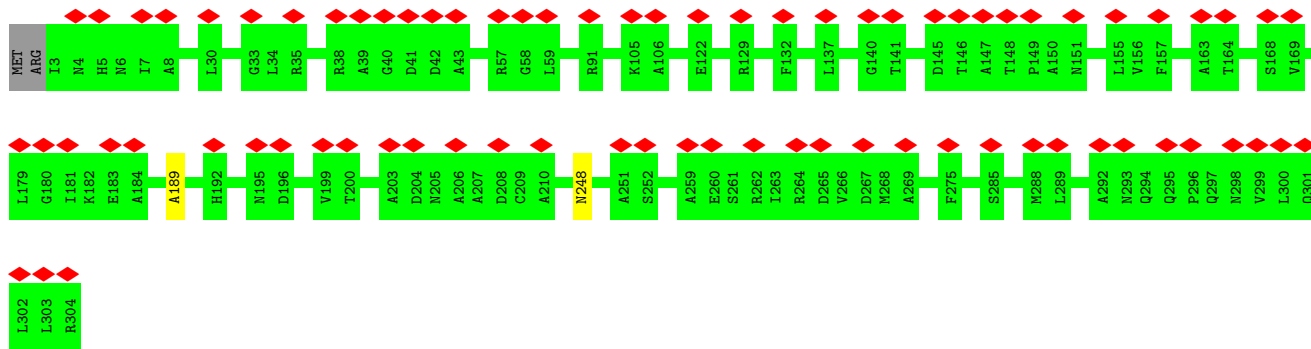 MET ARG I3 N4 H5 N6 I7 A8 L30 G33 L34 R35 R38 A39 G40 D41 D42 A43 R57 G58 L59 R91 K105 A106 E122 R129 F132 L137 G140 T141 D145 T146 A147 T148 P149 A150 N151 L155 V156 F157 A163 T164 S168 V169
L179 G180 I181 K182 E183 A184 A189 H192 N195 D196 V199 T200 A203 D204 N205 A206 A207 D208 C209 A210 N248 A251 S252 A259 E260 S261 R262 I263 R264 D265 V266 D267 M268 A269 F275 S285 M288 L289 A292 N293 Q294 Q295 P296 Q297 N298 V299 L300 Q301
L302 L303 R304